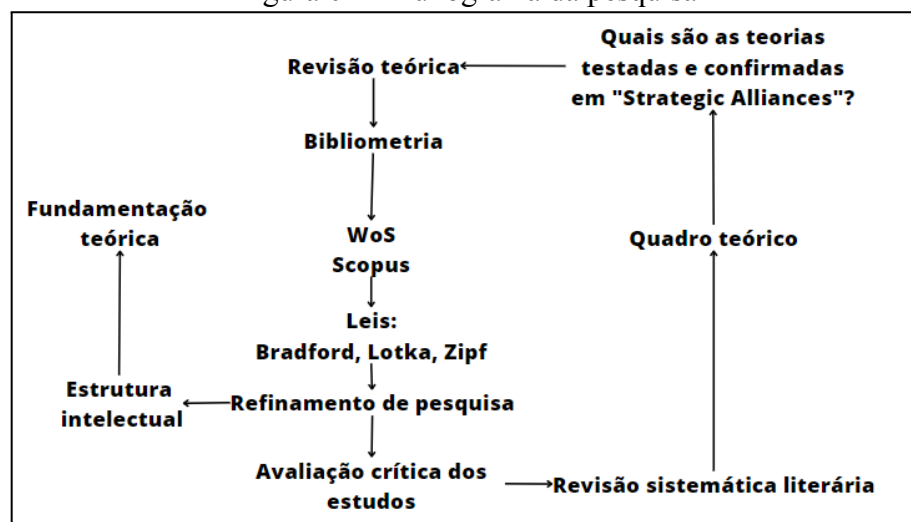 Quais são as teorias
testadas e confirmadas
em "Strategic Alliances"?
Revisão teórica
Bibliometria
Fundamentação
teórica
WoS
Scopus
Quadro teórico
Leis:
Bradford, Lotka, Zipf
Estrutura
intelectual
Refinamento de pesquisa
Avaliação crítica dos
estudos
Revisão sistemática literária